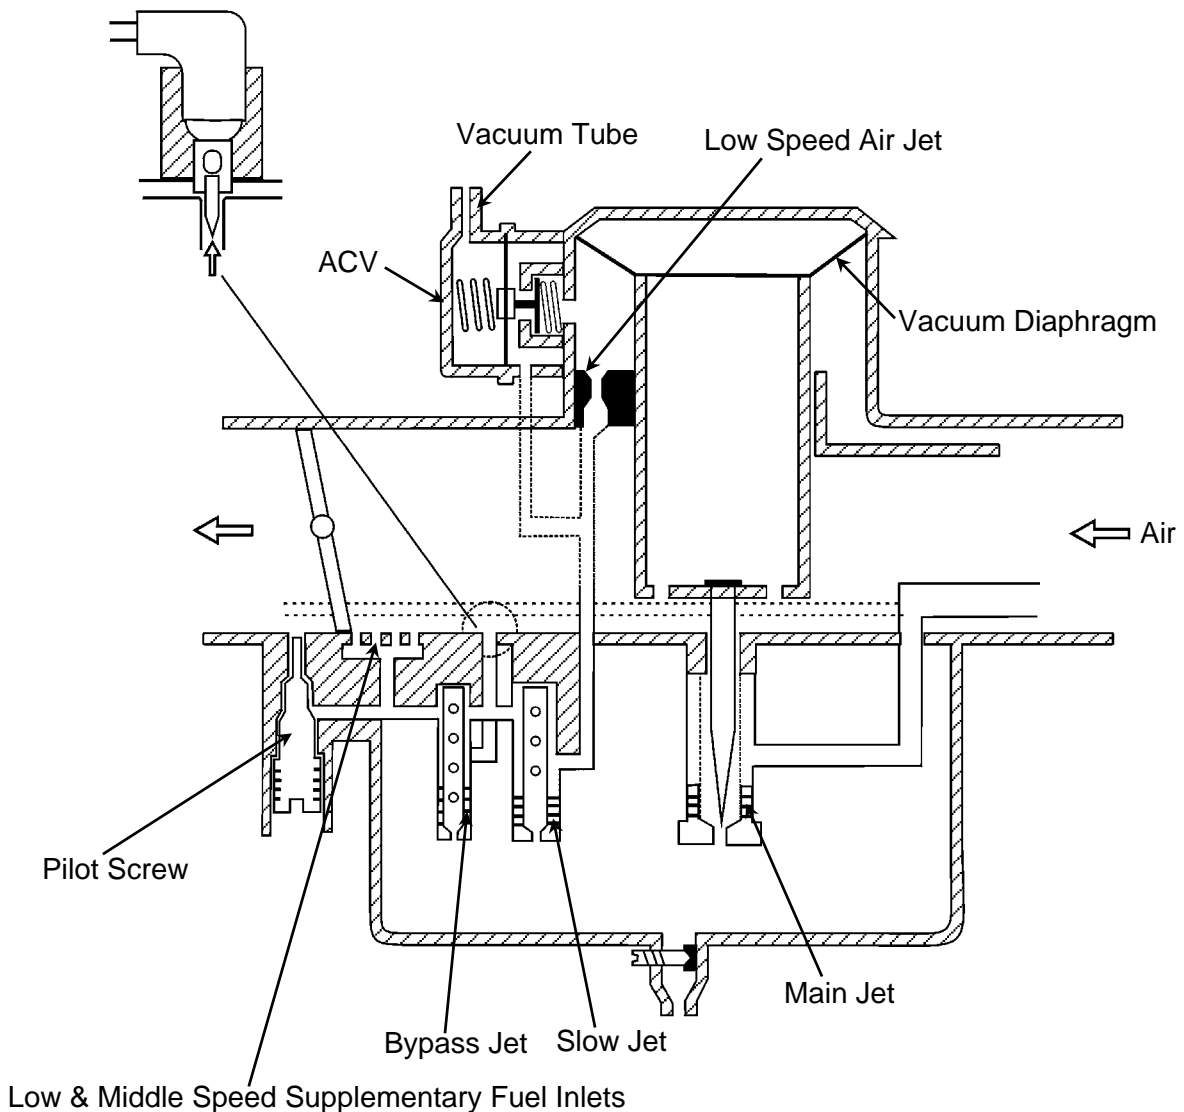 Vacuum Tube
Low Speed Air Jet
ACV
Vacuum Diaphragm
Air
Pilot Screw
Main Jet
Bypass Jet
Slow Jet
Low & Middle Speed Supplementary Fuel Inlets